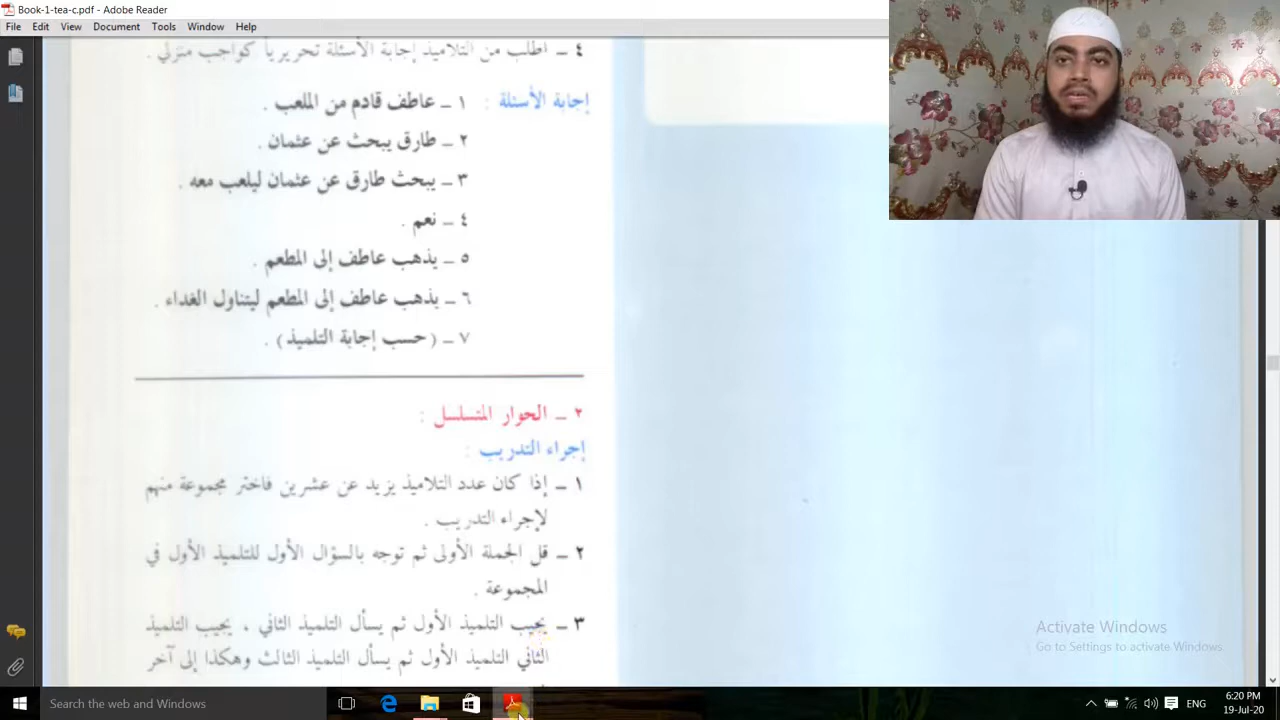 Book-1-tea-c.pdf - Adobe Reader
File Edit View Document Tools Window Help
٤ ـ اطلب من التلاميذ إجابة الأسئلة تحريرياً كواجب منزلي .
إجابة الأسئلة : ١ ـ عاطف قادم من الملعب .
٢ ـ طارق يبحث عن عثمان .
٣ ـ يبحث طارق عن عثمان ليلعب معه .
٤ ـ نعم .
٥ ـ يذهب عاطف إلى المطعم .
٦ ـ يذهب عاطف إلى المطعم ليتناول الغداء .
٧ ـ (حسب إجابة التلميذ) .
٢ ـ الحوار المتسلسل :
إجراء التدريب :
١ ـ إذا كان عدد التلاميذ يزيد عن عشرين فاختر مجموعة منهم
لإجراء التدريب .
٢ ـ قل الجملة الأولى ثم توجه بالسؤال الأول للتلميذ الأول في
المجموعة .
٣ ـ يجيب التلميذ الأول ثم يسأل التلميذ الثاني ، يجيب التلميذ
الثاني التلميذ الأول ثم يسأل التلميذ الثالث وهكذا إلى آخر
Activate Windows
Go to Settings to activate Windows.
Search the web and Windows
ENG
6:20 PM
19-Jul-20